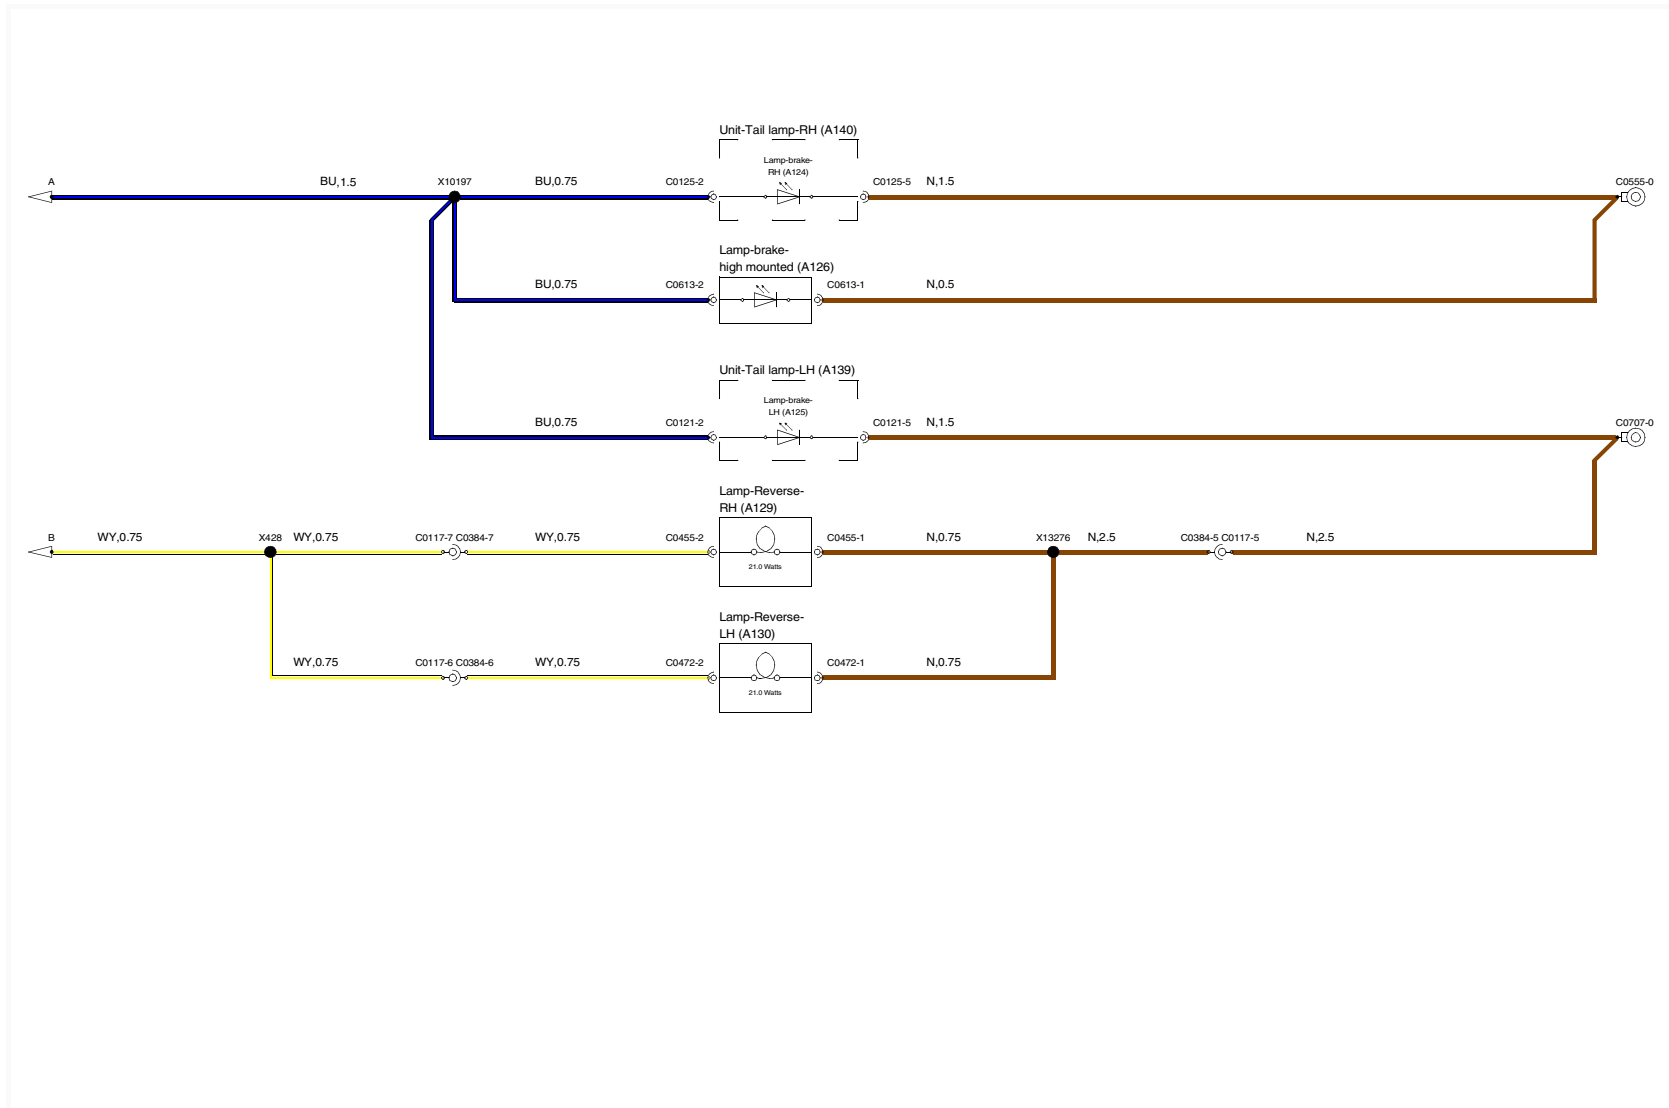 Unit-Tail lamp-RH (A140)
Lamp-brake-
RH (A124)
A
BU,1.5
X10197
BU,0.75
C0125-2
C0125-5
N,1.5
C0555-0
Lamp-brake-
high mounted (A126)
BU,0.75
C0613-2
C0613-1
N,0.5
Unit-Tail lamp-LH (A139)
Lamp-brake-
LH (A125)
BU,0.75
C0121-2
C0121-5
N,1.5
C0707-0
Lamp-Reverse-
RH (A129)
B
WY,0.75
X428
WY,0.75
C0117-7 C0384-7
WY,0.75
C0455-2
C0455-1
N,0.75
X13276
N,2.5
C0384-5 C0117-5
N,2.5
21.0 Watts
Lamp-Reverse-
LH (A130)
WY,0.75
C0117-6 C0384-6
WY,0.75
C0472-2
C0472-1
N,0.75
21.0 Watts